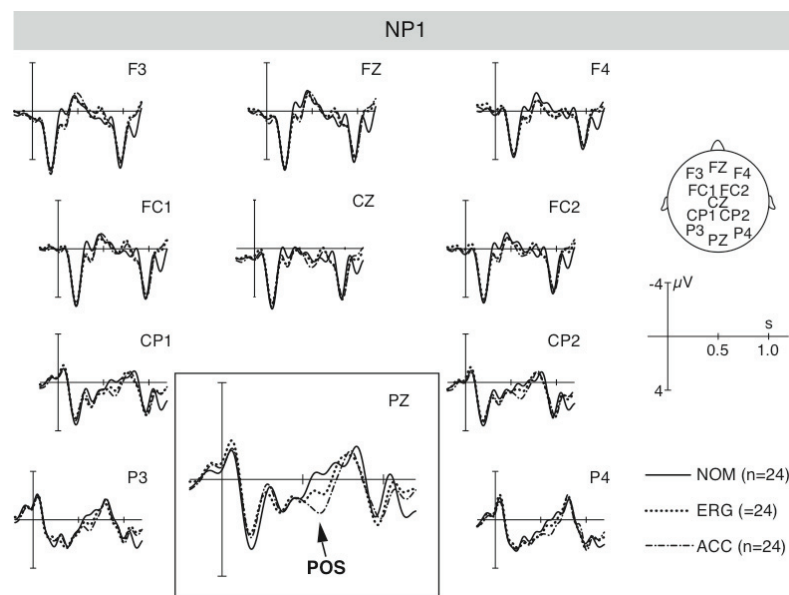 NP1
F3
FZ
F4
FC1
CZ
FC2
CP1
CP2
PZ
POS
P3
P4
F3 FZ F4
FC1 FC2
CZ
CP1 CP2
P3 PZ P4
-4 µV
s
0.5 1.0
4
NOM (n=24)
ERG (=24)
ACC (n=24)